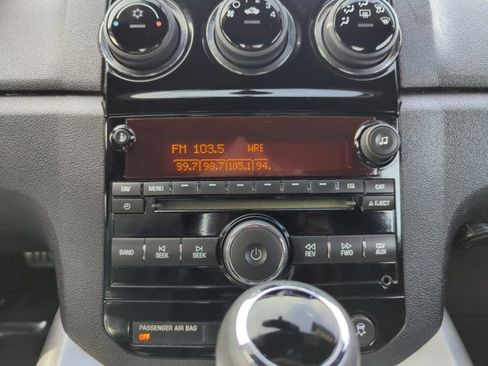 FM 103.5 WRE
89.7 98.7 105.1 94.
FAV MENU EQ CAT
EJECT
BAND SEEK SEEK REV FWD CD/AUX
PASSENGER AIR BAG
OFF